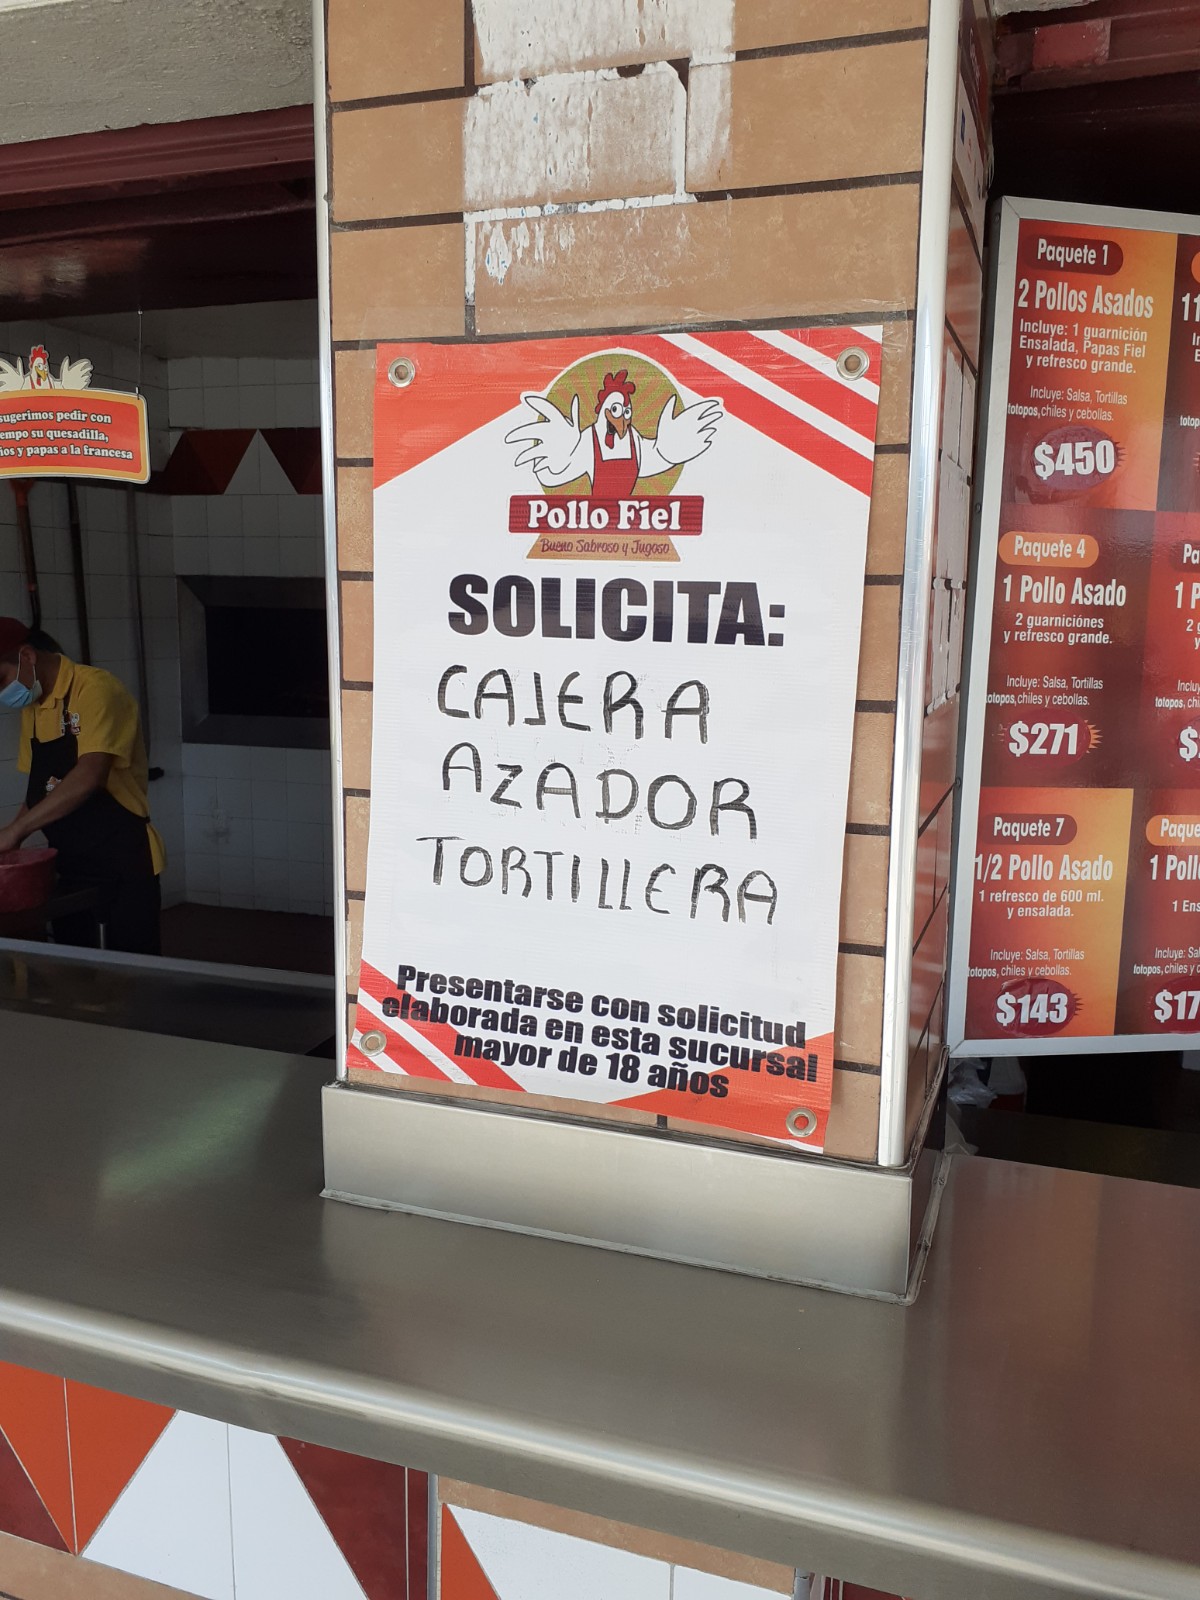 sugerimos pedir con
empo su quesadilla,
os y papas a la francesa
Pollo Fiel
Bueno Sabroso y Jugoso
SOLICITA:
CAJERA
AZADOR
TORTILLERA
Presentarse con solicitud
elaborada en esta sucursal
mayor de 18 años
Paquete 1
2 Pollos Asados
Incluye: 1 guarnición
Ensalada, Papas Fiel
y refresco grande.
Incluye: Salsa, Tortillas
totopos, chiles y cebollas.
$450
Paquete 4
1 Pollo Asado
2 guarniciónes
y refresco grande.
Incluye: Salsa, Tortillas
totopos, chiles y cebollas.
$271
Paquete 7
1/2 Pollo Asado
1 refresco de 600 ml.
y ensalada.
Incluye: Salsa, Tortillas
totopos, chiles y cebollas.
$143